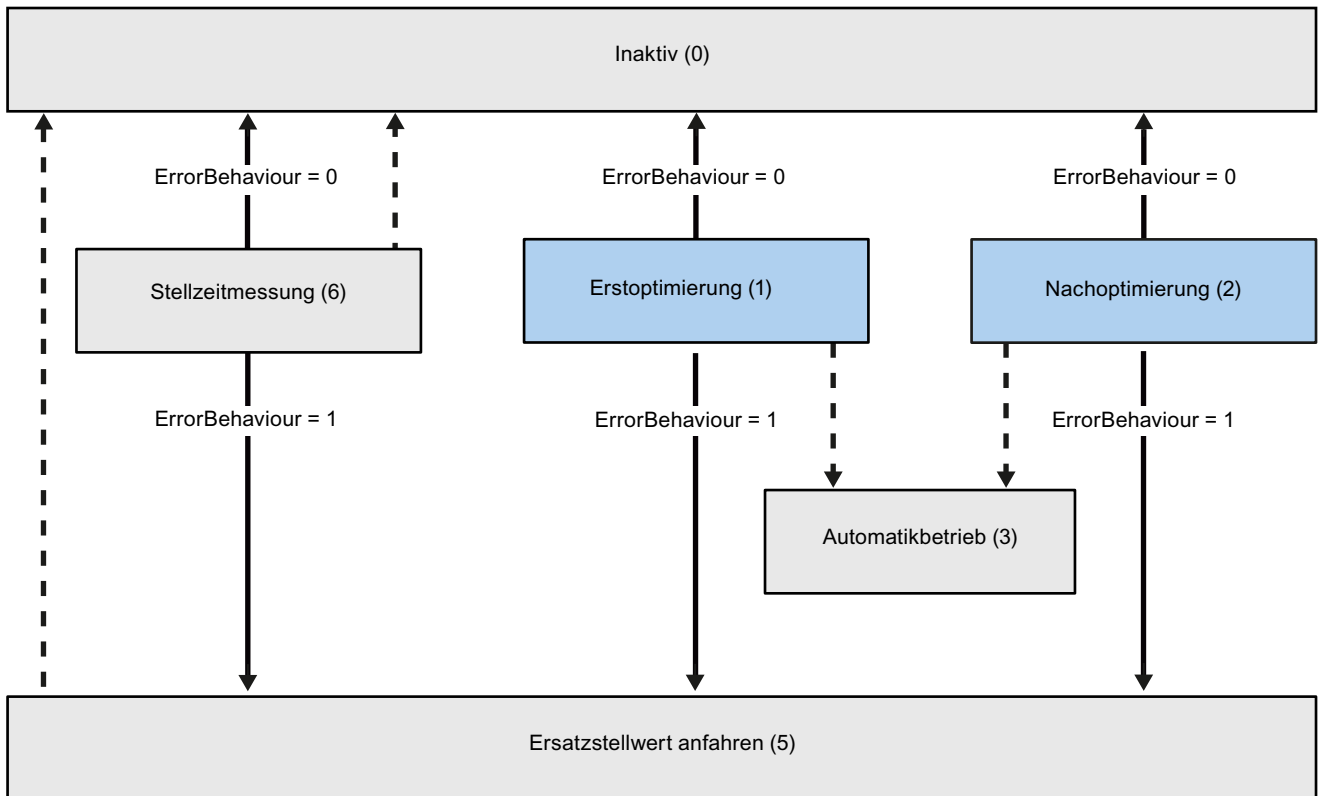 Inaktiv (0)
ErrorBehaviour = 0
ErrorBehaviour = 0
ErrorBehaviour = 0
Stellzeitmessung (6)
Erstoptimierung (1)
Nachoptimierung (2)
ErrorBehaviour = 1
ErrorBehaviour = 1
ErrorBehaviour = 1
Automatikbetrieb (3)
Ersatzstellwert anfahren (5)